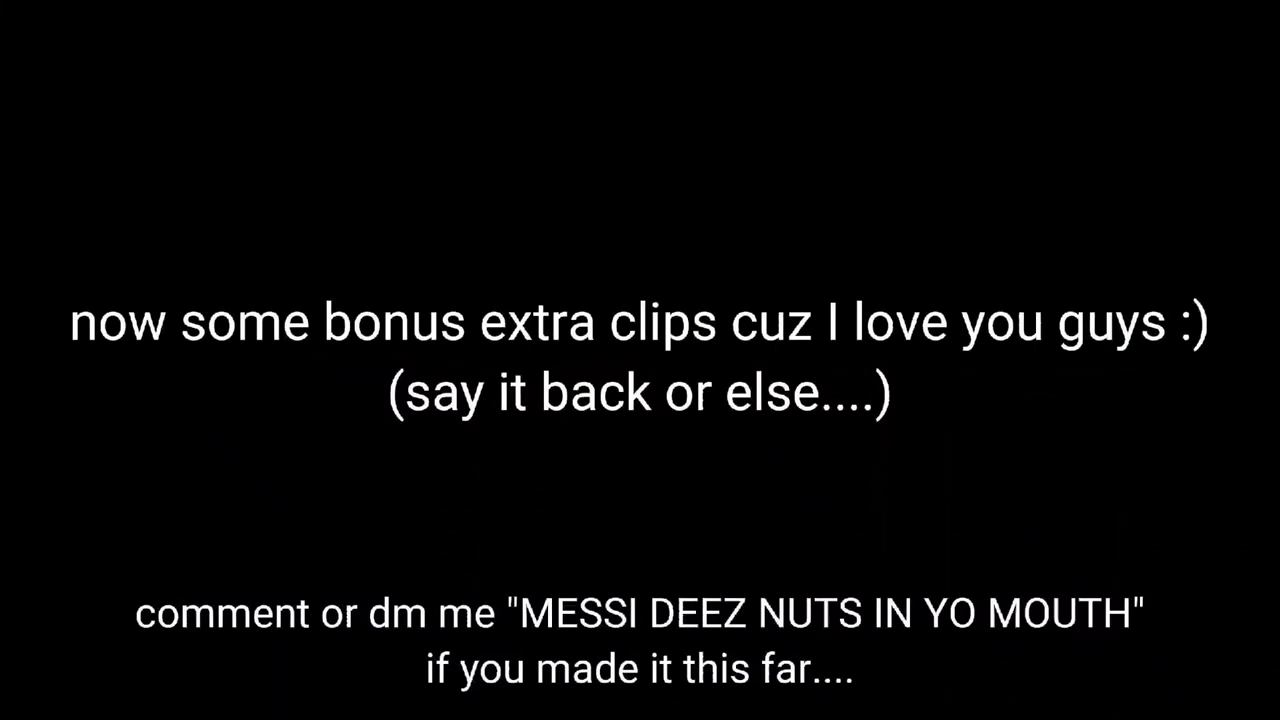 now some bonus extra clips cuz I love you guys :)
(say it back or else....)
comment or dm me "MESSI DEEZ NUTS IN YO MOUTH"
if you made it this far....